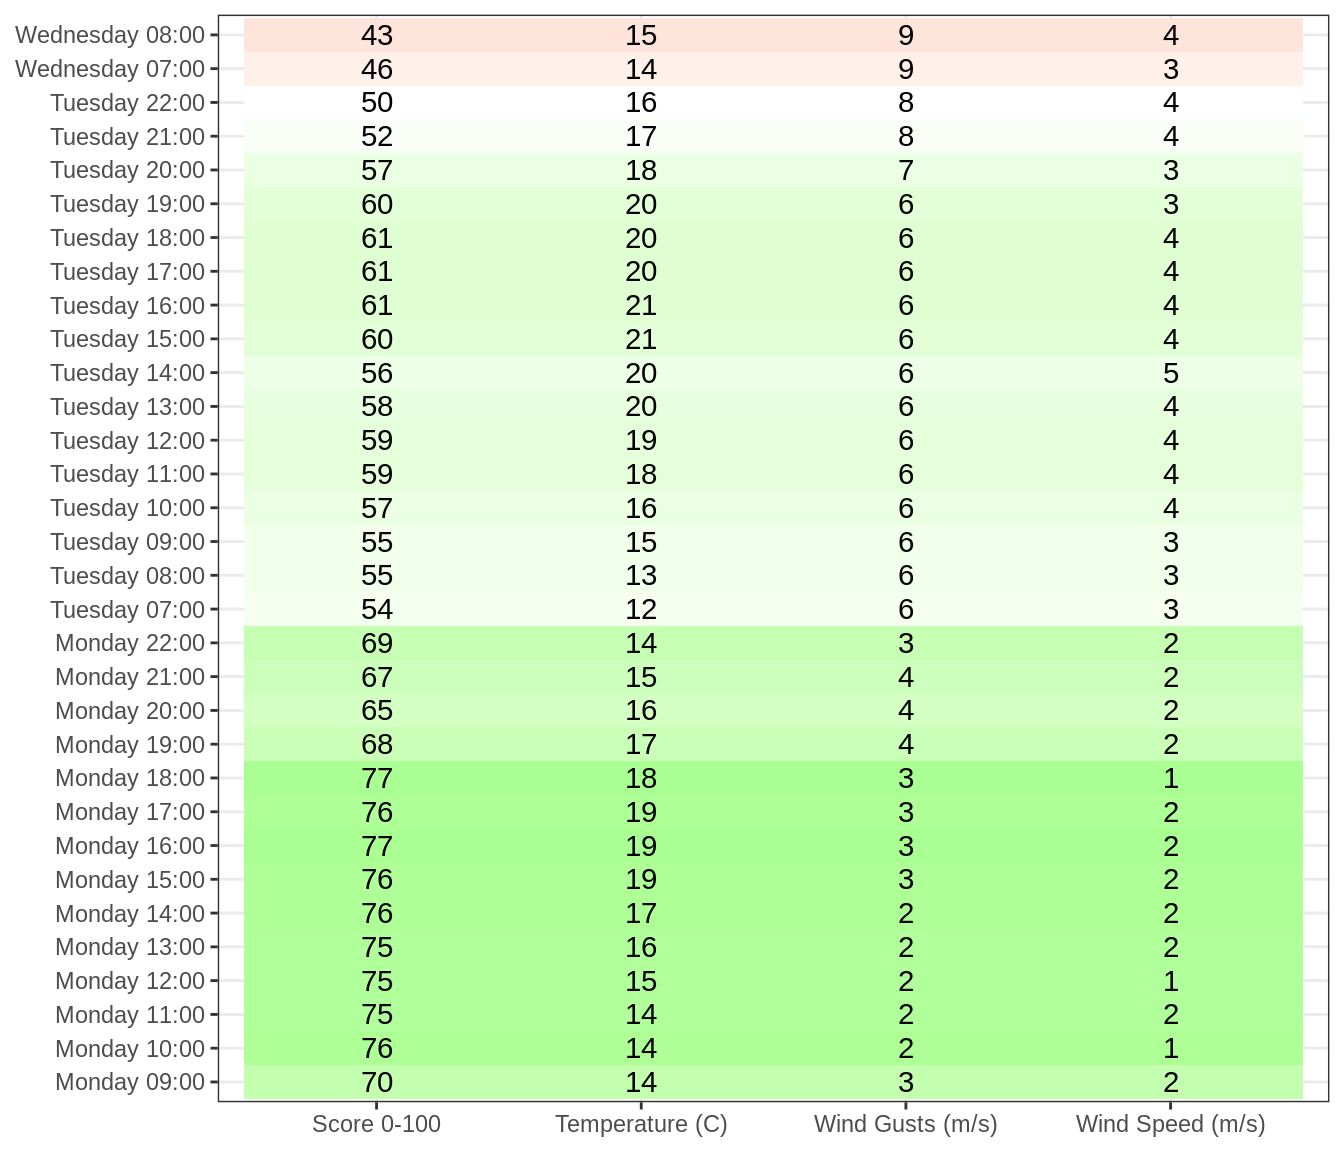 Wednesday 08:00 43 15 9 4
Wednesday 07:00 46 14 9 3
Tuesday 22:00 50 16 8 4
Tuesday 21:00 52 17 8 4
Tuesday 20:00 57 18 7 3
Tuesday 19:00 60 20 6 3
Tuesday 18:00 61 20 6 4
Tuesday 17:00 61 20 6 4
Tuesday 16:00 61 21 6 4
Tuesday 15:00 60 21 6 4
Tuesday 14:00 56 20 6 5
Tuesday 13:00 58 20 6 4
Tuesday 12:00 59 19 6 4
Tuesday 11:00 59 18 6 4
Tuesday 10:00 57 16 6 4
Tuesday 09:00 55 15 6 3
Tuesday 08:00 55 13 6 3
Tuesday 07:00 54 12 6 3
Monday 22:00 69 14 3 2
Monday 21:00 67 15 4 2
Monday 20:00 65 16 4 2
Monday 19:00 68 17 4 2
Monday 18:00 77 18 3 1
Monday 17:00 76 19 3 2
Monday 16:00 77 19 3 2
Monday 15:00 76 19 3 2
Monday 14:00 76 17 2 2
Monday 13:00 75 16 2 2
Monday 12:00 75 15 2 1
Monday 11:00 75 14 2 2
Monday 10:00 76 14 2 1
Monday 09:00 70 14 3 2
Score 0-100 Temperature (C) Wind Gusts (m/s) Wind Speed (m/s)